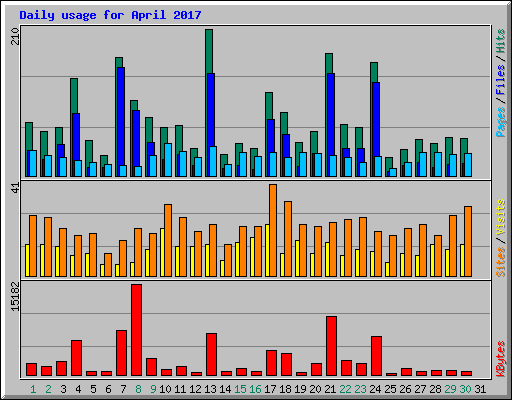 Daily usage for April 2017
210
Pages / Files / Hits
41
Sites / Visits
15182
KBytes
1 2 3 4 5 6 7 8 9 10 11 12 13 14 15 16 17 18 19 20 21 22 23 24 25 26 27 28 29 30 31